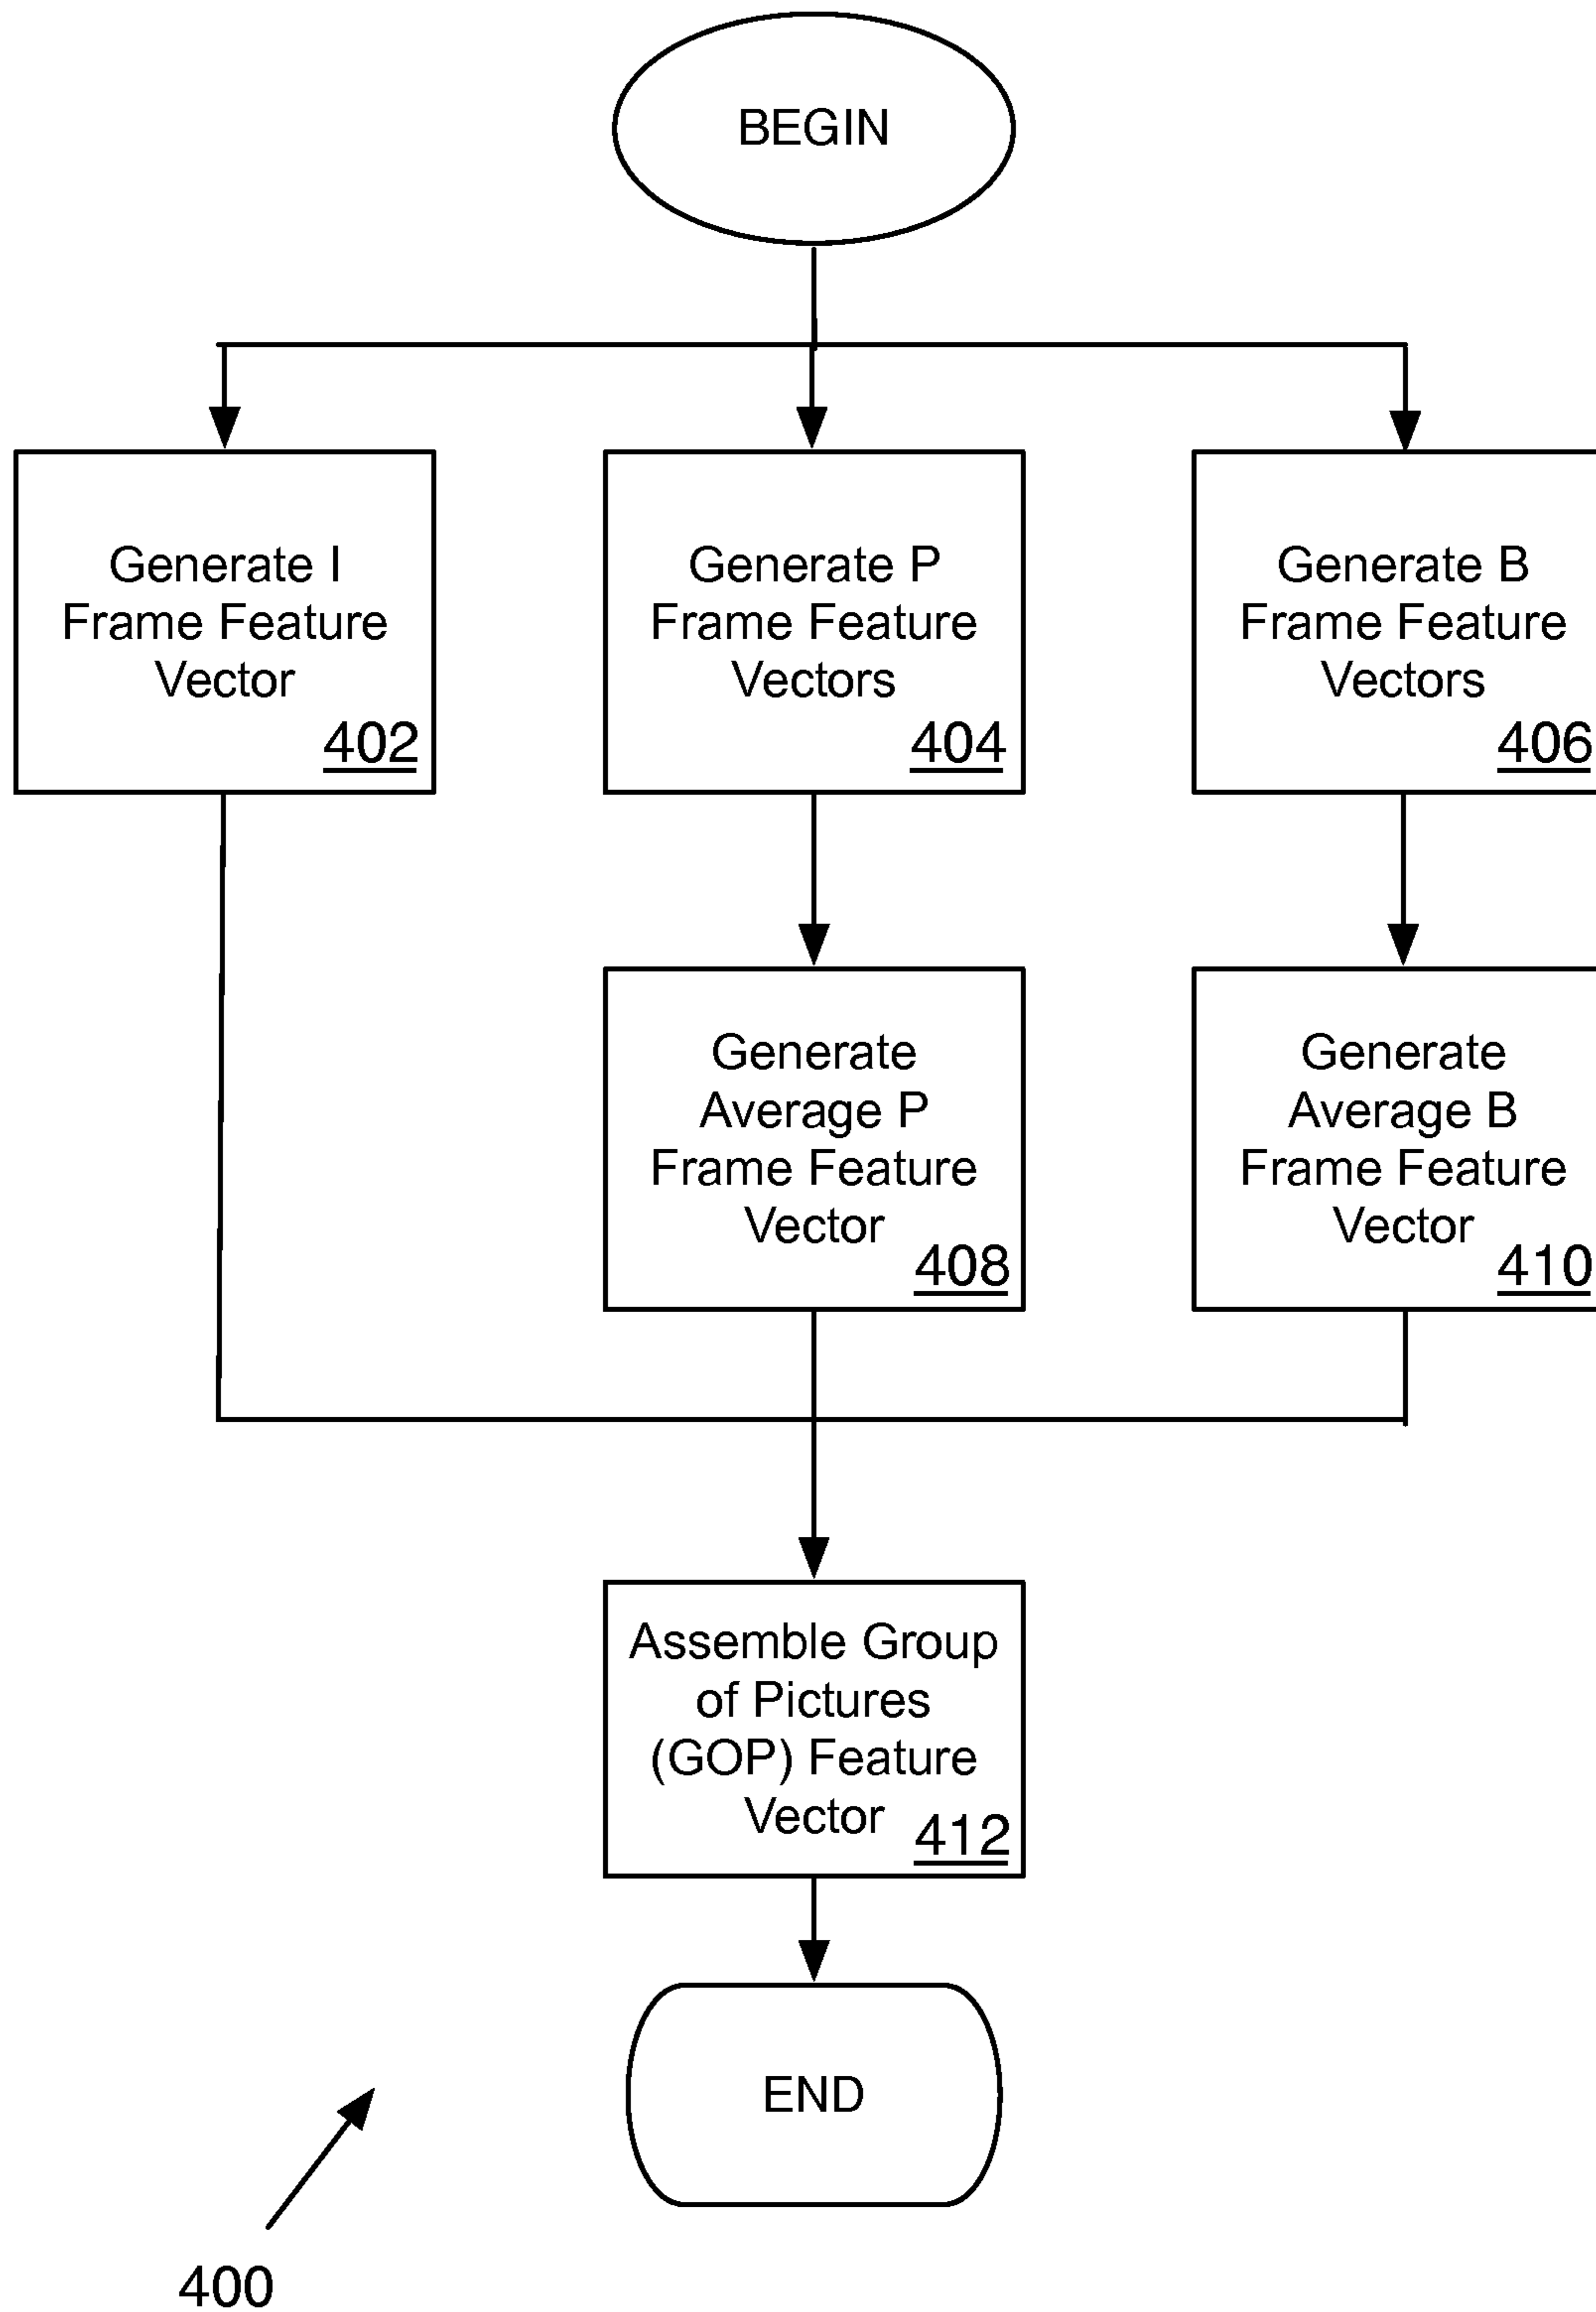 BEGIN
Generate I
Frame Feature
Vector
402
Generate P
Frame Feature
Vectors
404
Generate B
Frame Feature
Vectors
406
Generate
Average P
Frame Feature
Vector
408
Generate
Average B
Frame Feature
Vector
410
Assemble Group
of Pictures
(GOP) Feature
Vector
412
END
400